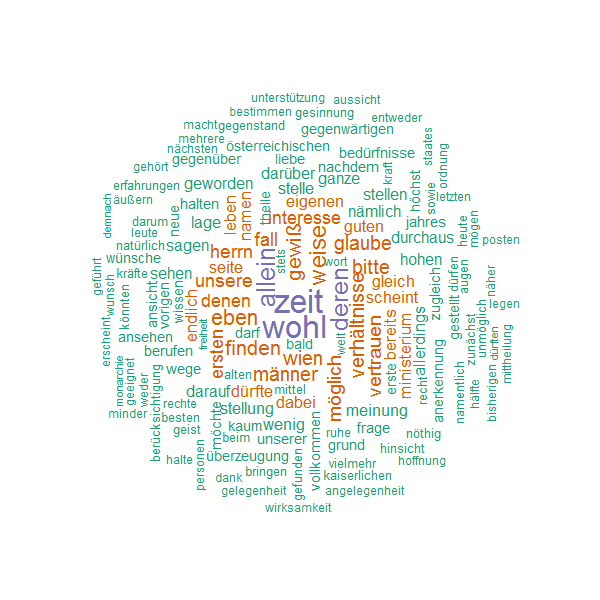 unterstützung aussicht
bestimmen gesinnung entweder
macht gegenstand gegenwärtigen staates
mehrere österreichischen bedürfnisse ordnung
nächsten gegenüber liebe nachdem kraft
gehört darüber ganze höchst
erfahrungen geworden stelle stellen sowie letzten
äußern halten leben namen theile eigenen nämlich mögen
demnach darum neue lage interesse guten jahres heute posten
leute herrn fall gewiß weise glaube durchaus
natürlich sagen allein stets wort
wünsche seite bitte hohen
geführt kräfte sehen unsere deren gleich zugleich dürfen augen näher
wunsch ansicht vorigen wissen denen zeit verhältnisse scheint gestellt legen
erscheint könnten endlich eben wohl bereits allerdings zunächst unmöglich
ansehen freiheit darf welt vertrauen ministerium
berufen ersten finden bald wien erste recht anerkennung dürften mittheilung
monarchie geeignet wege alten männer möglich hälfte bisherigen
weder darauf dürfte mittel namentlich
minder rechte stellung dabei meinung
berücksichtigung besten möchte kaum wenig frage
geist beim unserer ruhe nöthig
halte überzeugung grund hinsicht
personen vollkommen vielmehr hoffnung
dank bringen gefunden kaiserlichen
gelegenheit angelegenheit
wirksamkeit